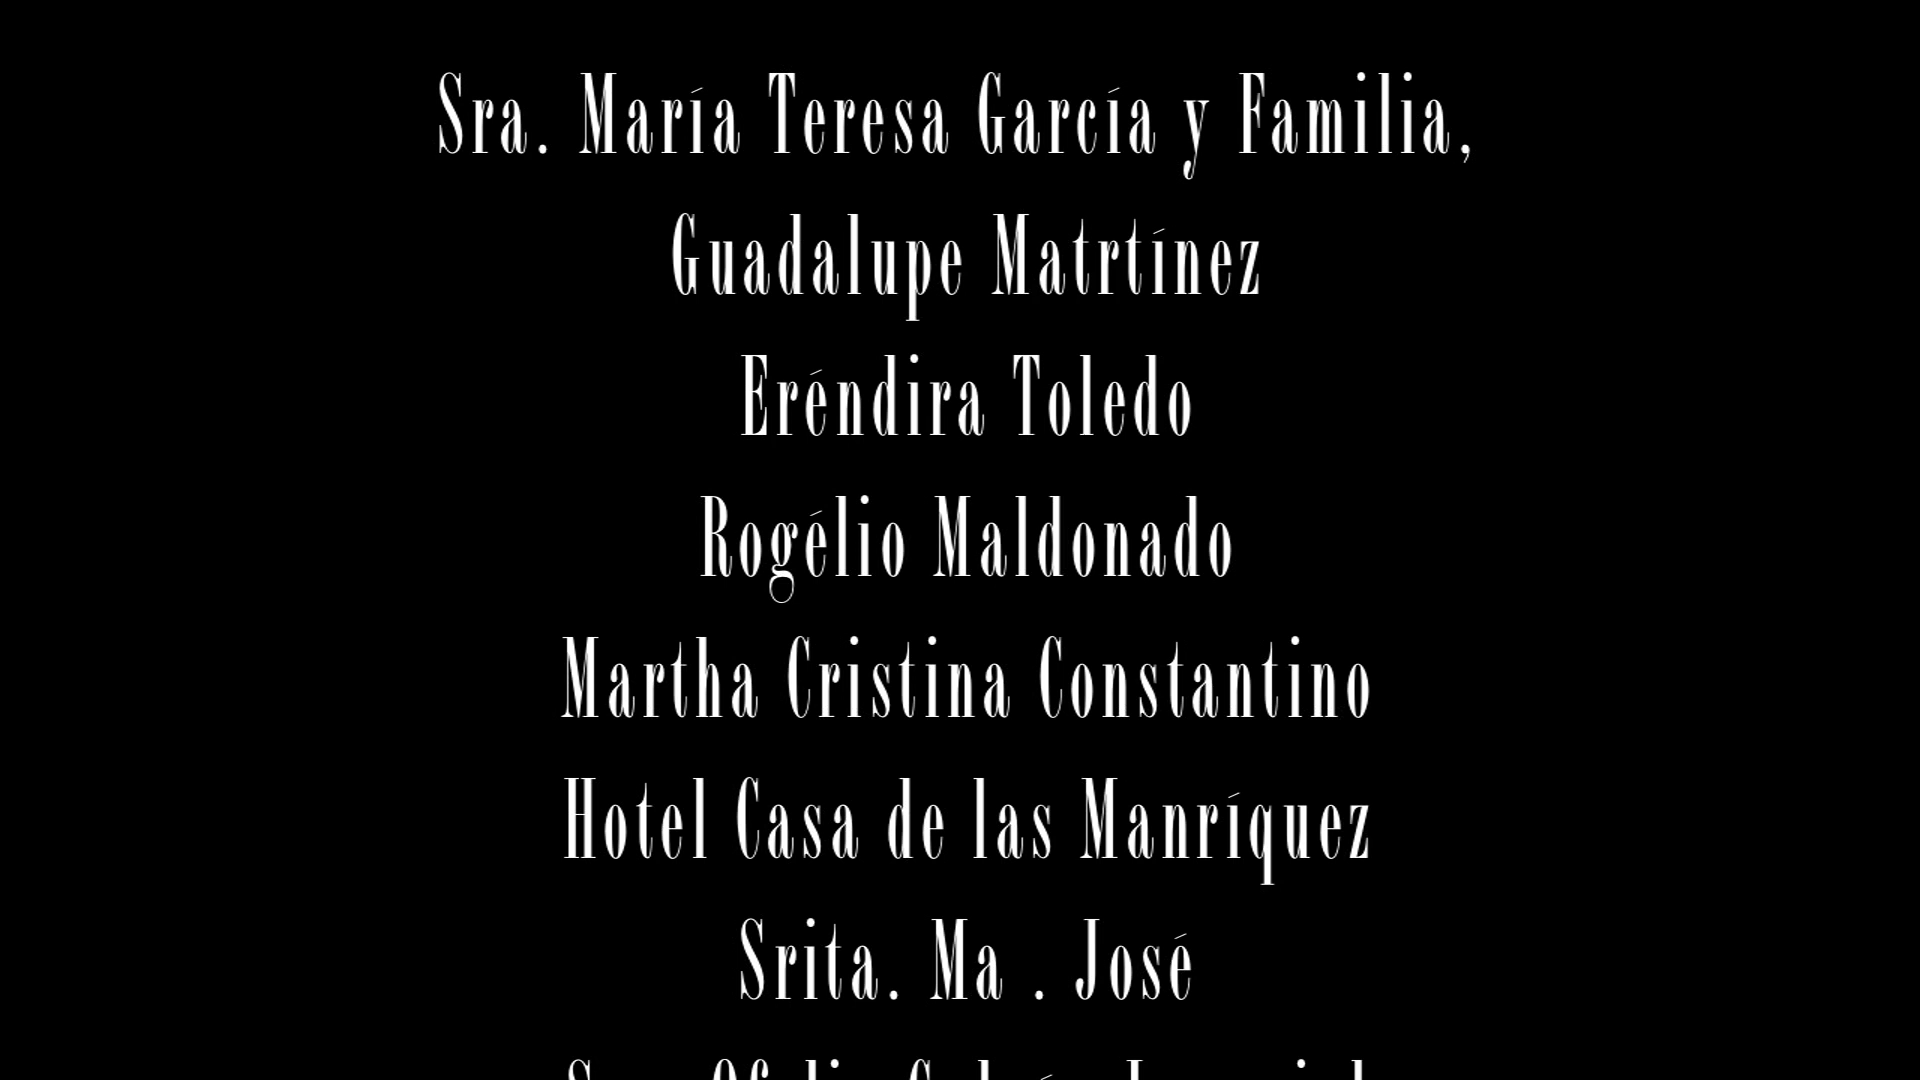 Sra. María Teresa García y Familia,
Guadalupe Matrtínez
Eréndira Toledo
Rogélio Maldonado
Martha Cristina Constantino
Hotel Casa de las Manríquez
Srita. Ma . José